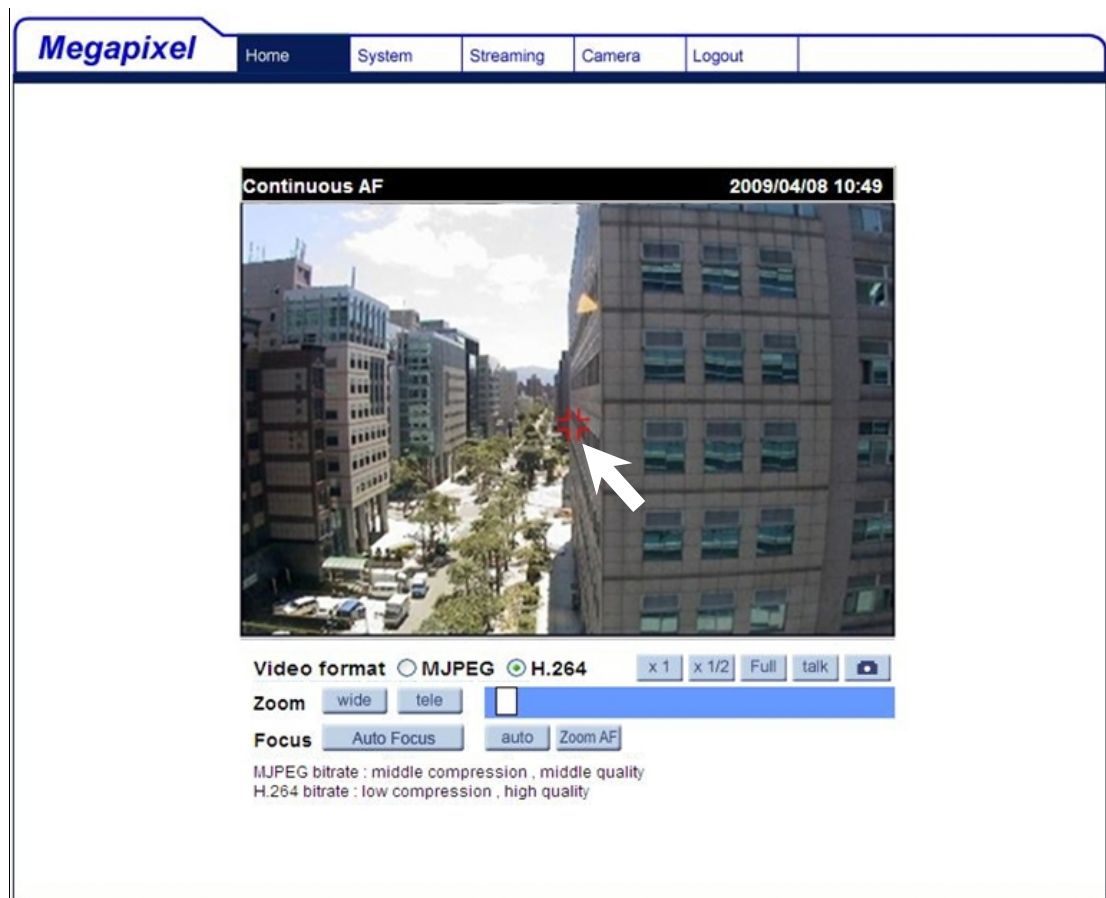 Megapixel
Home System Streaming Camera Logout
Continuous AF 2009/04/08 10:49
Video format MJPEG H.264 x 1 x 1/2 Full talk
Zoom wide tele
Focus Auto Focus auto Zoom AF
MJPEG bitrate : middle compression , middle quality
H.264 bitrate : low compression , high quality